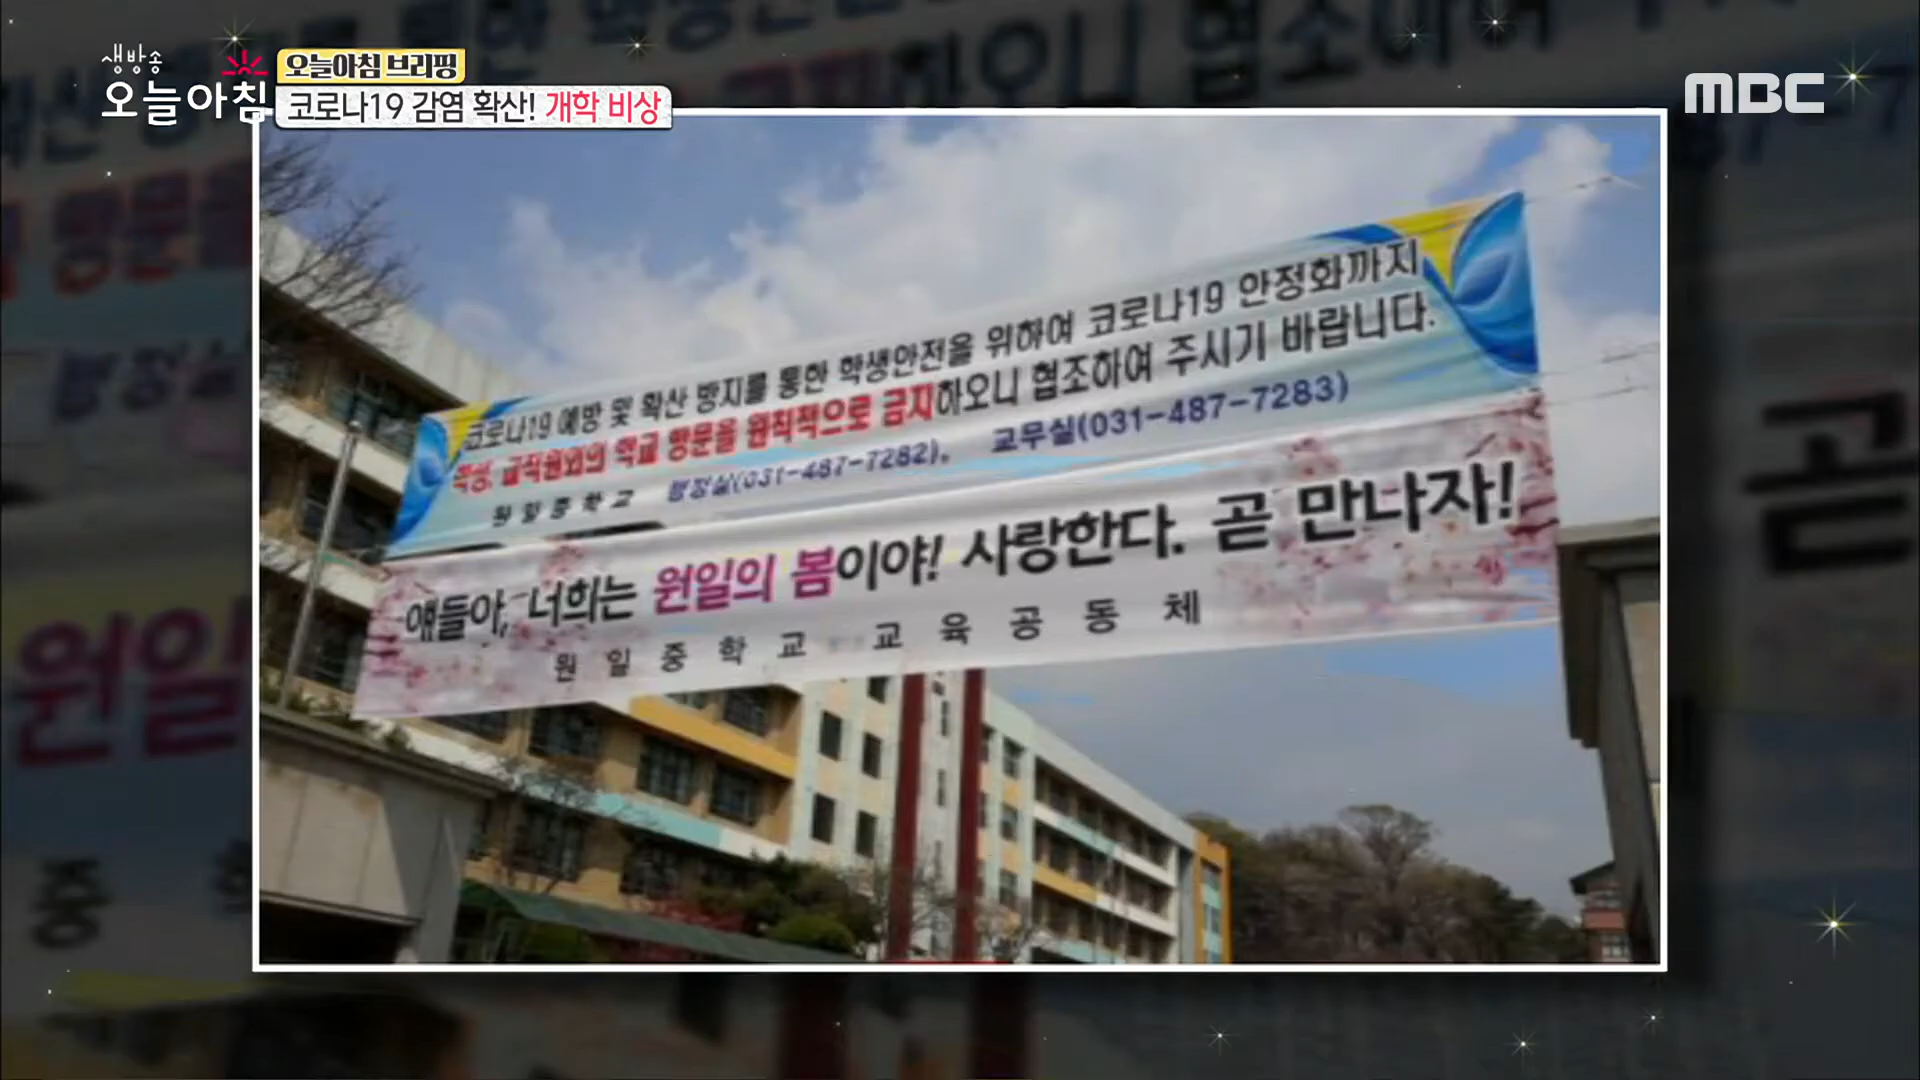 생방송
오늘아침
오늘아침 브리핑
코로나19 감염 확산! 개학 비상
MBC
코로나19 예방 및 확산 방지를 통한 학생안전을 위하여 코로나19 안정화까지
학생, 교직원외의 학교 방문을 원칙적으로 금지하오니 협조하여 주시기 바랍니다.
원일중학교 행정실(031-487-7282), 교무실(031-487-7283)
얘들아, 너희는 원일의 봄이야! 사랑한다. 곧 만나자!
원일중학교 교육공동체